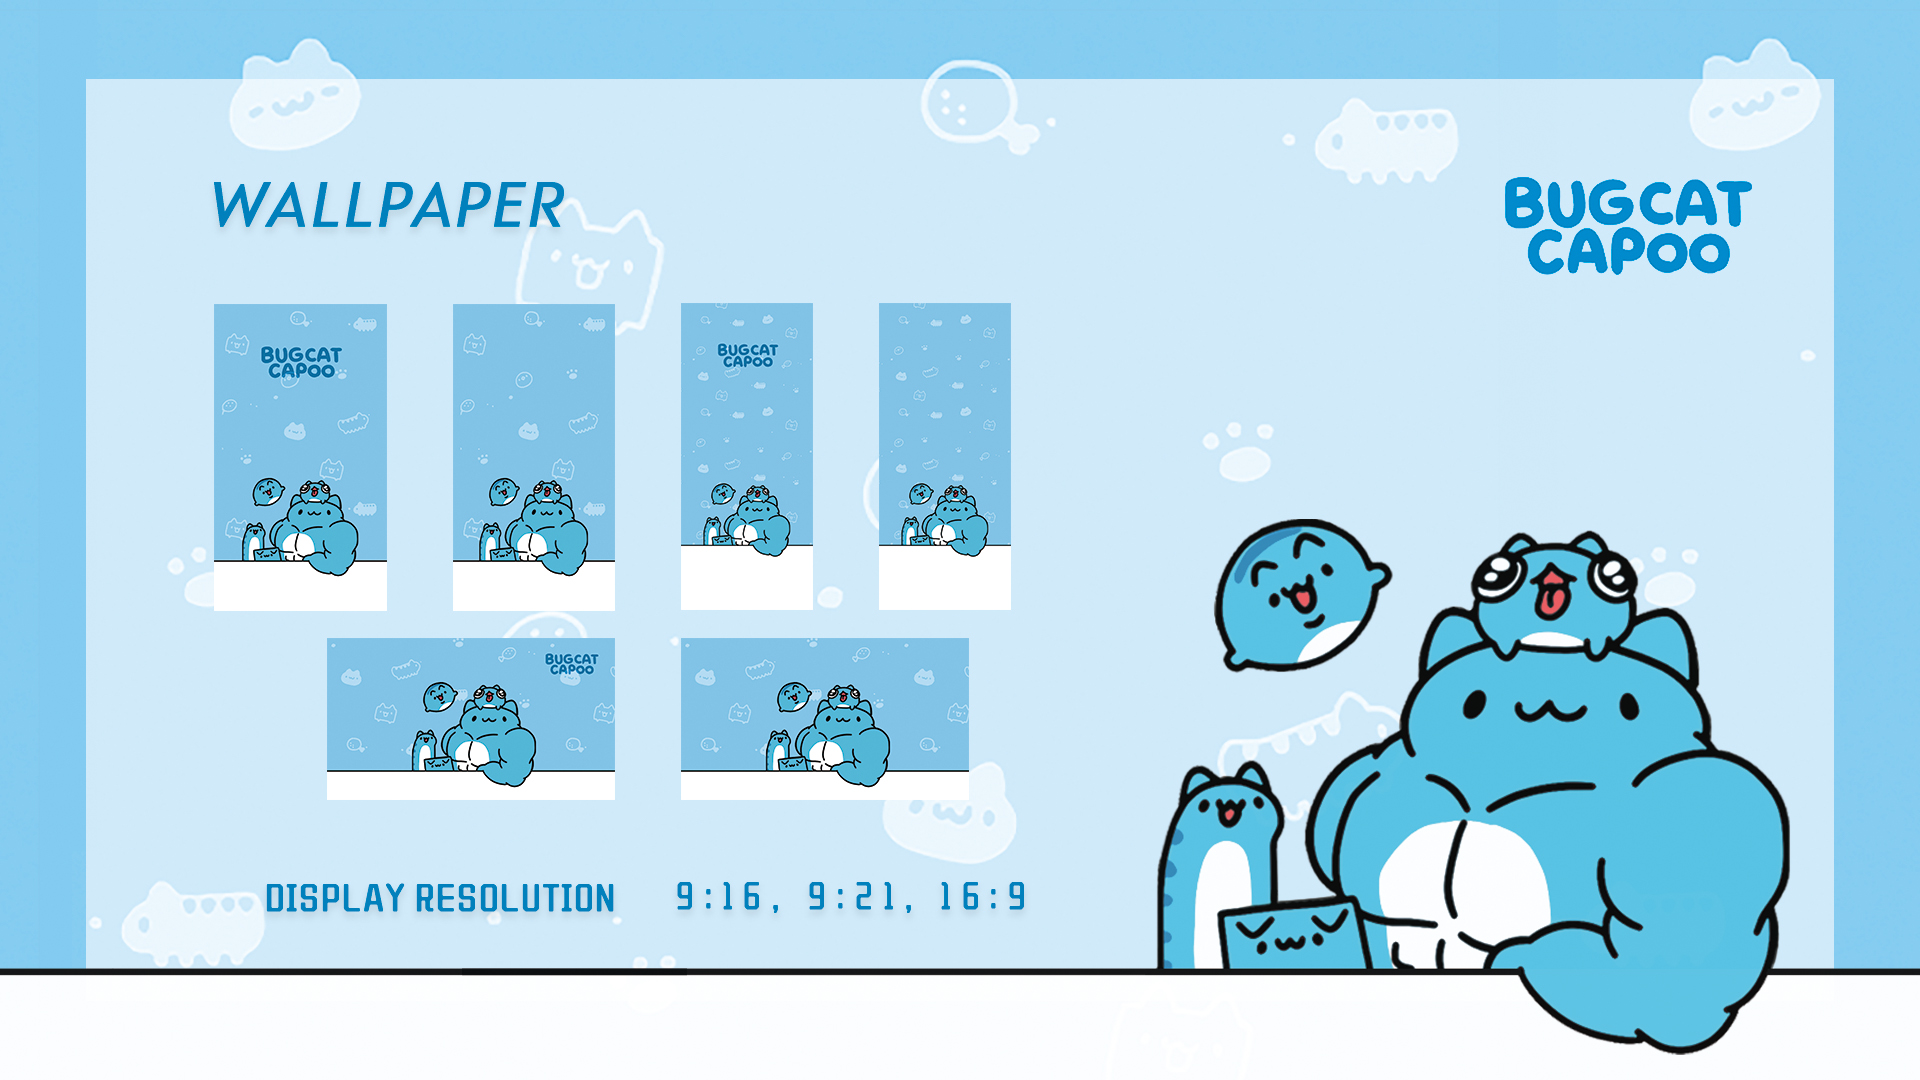 WALLPAPER
BUGCAT
CAPOO
BUGCAT
CAPOO
BUGCAT
CAPOO
BUGCAT
CAPOO
DISPLAY RESOLUTION 9:16, 9:21, 16:9